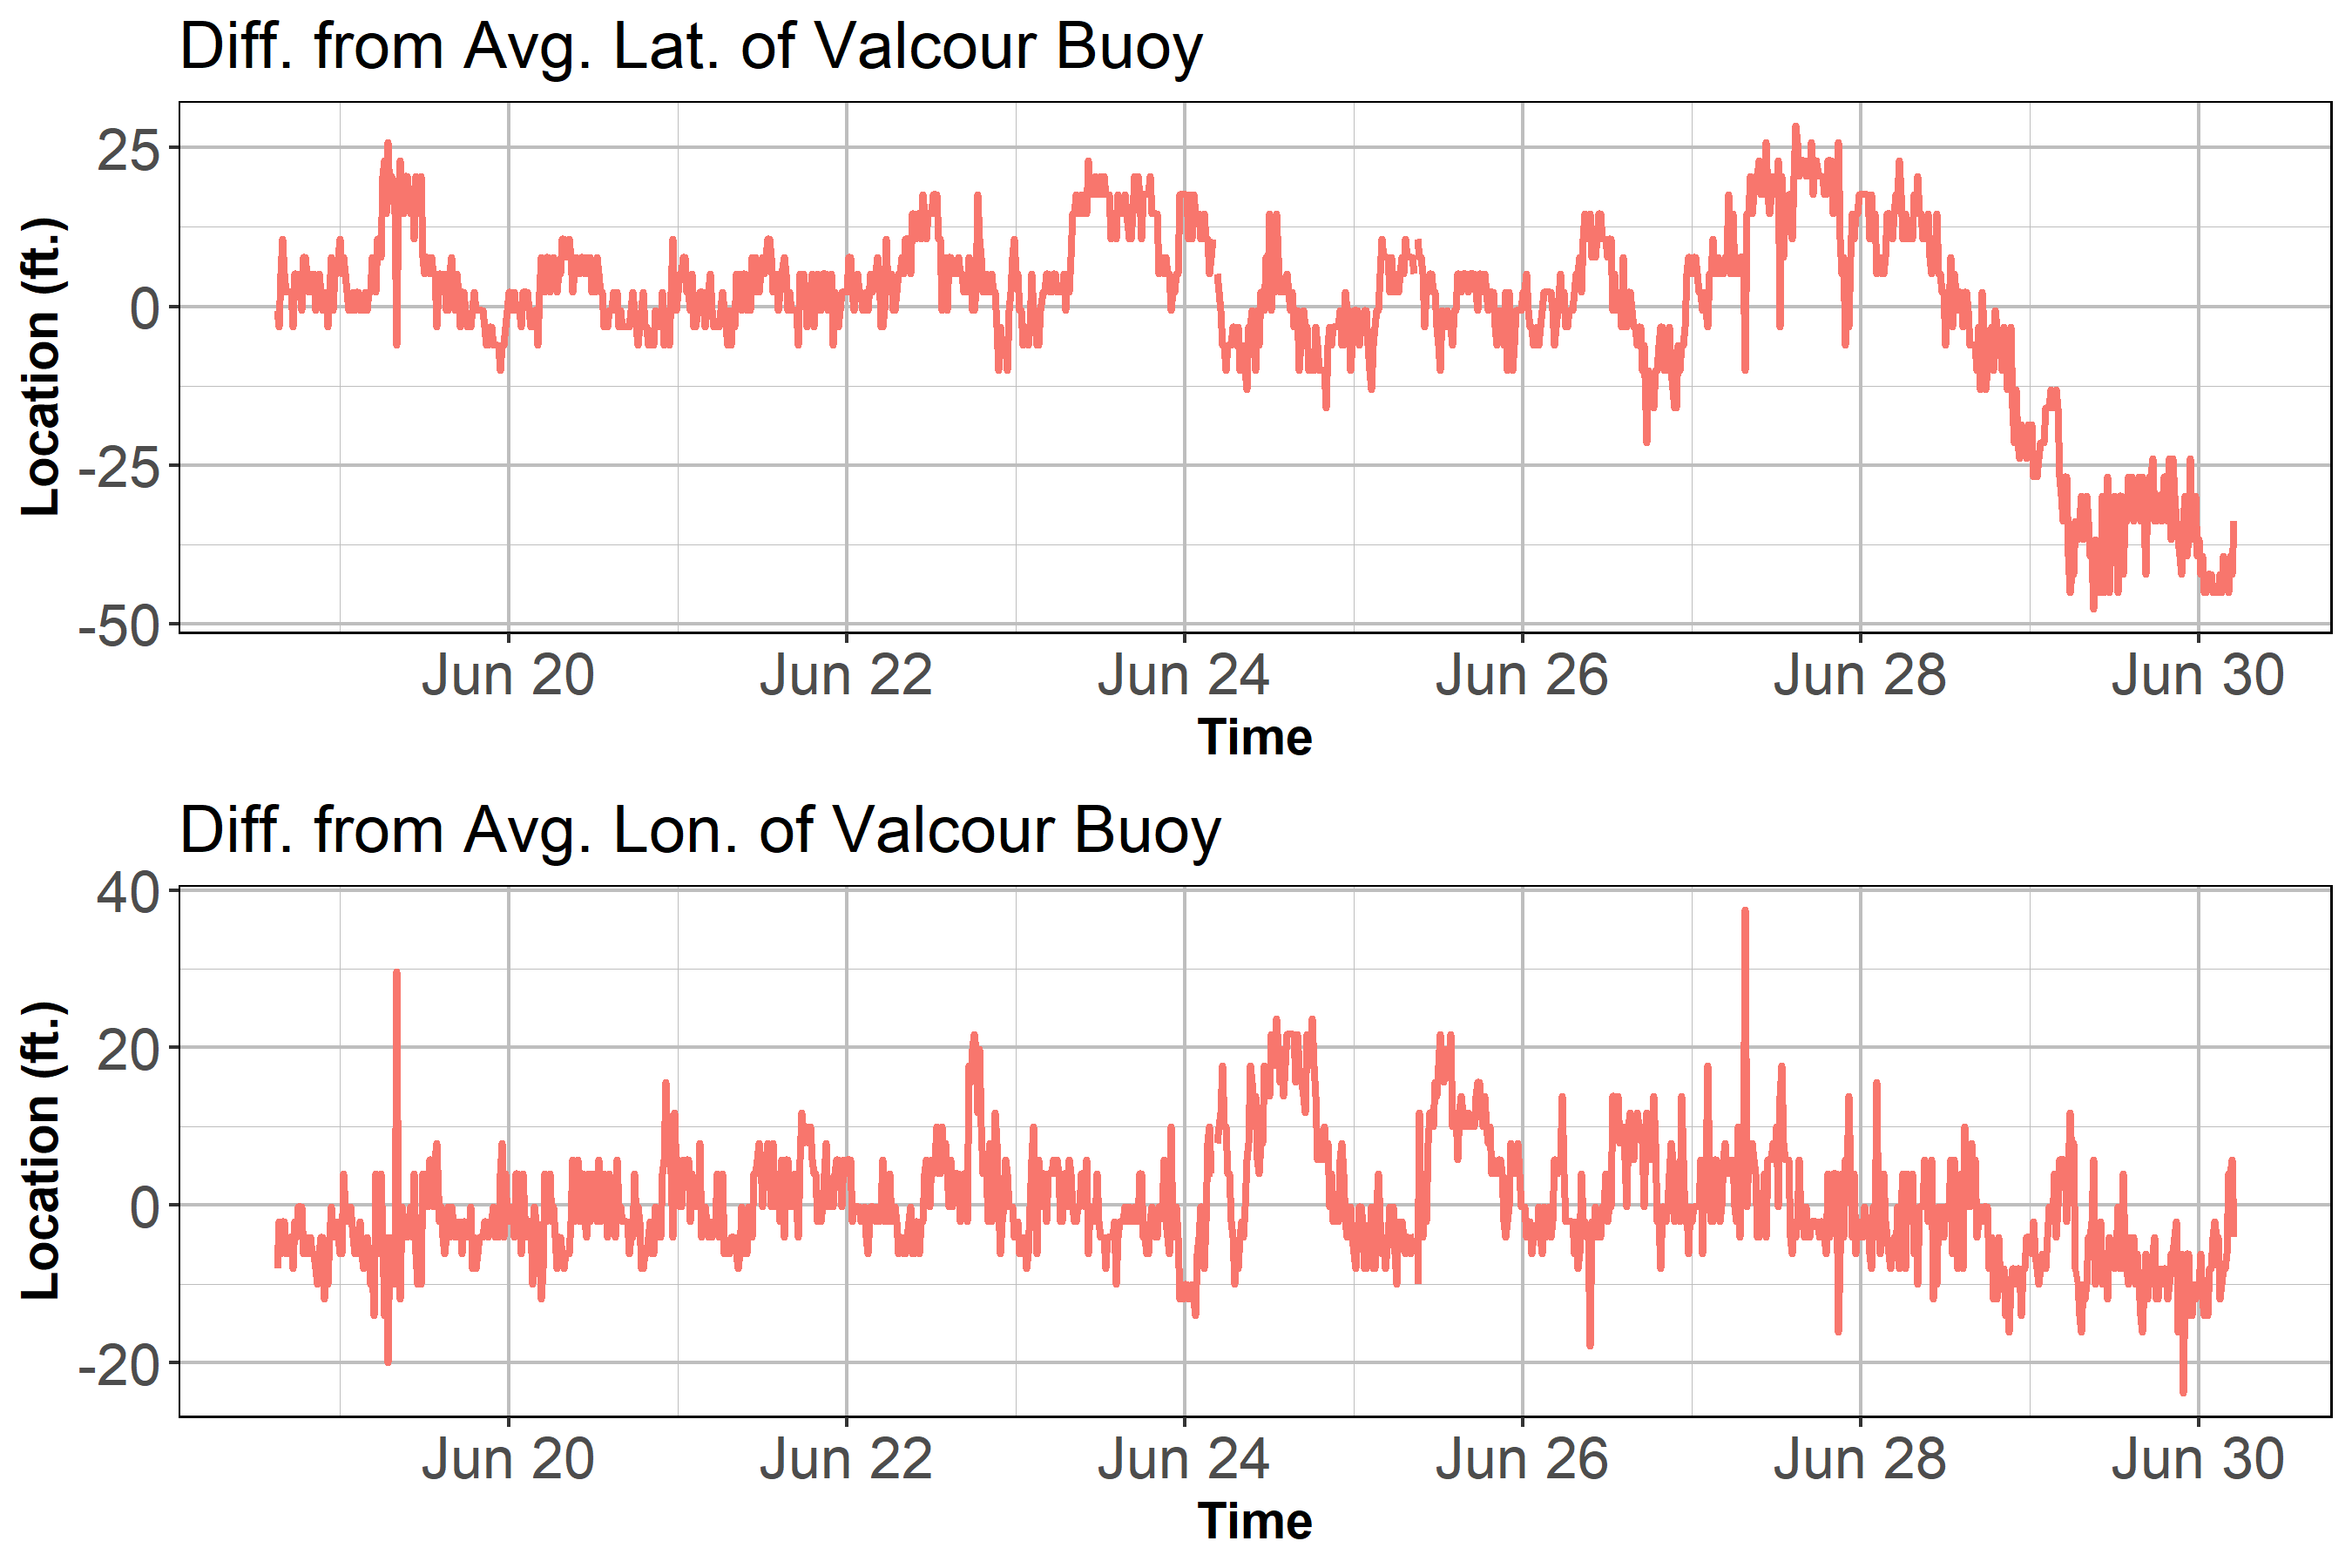 Diff. from Avg. Lat. of Valcour Buoy
Location (ft.)
25
0
-25
-50
Jun 20 Jun 22 Jun 24 Jun 26 Jun 28 Jun 30
Time
Diff. from Avg. Lon. of Valcour Buoy
Location (ft.)
40
20
0
-20
Jun 20 Jun 22 Jun 24 Jun 26 Jun 28 Jun 30
Time